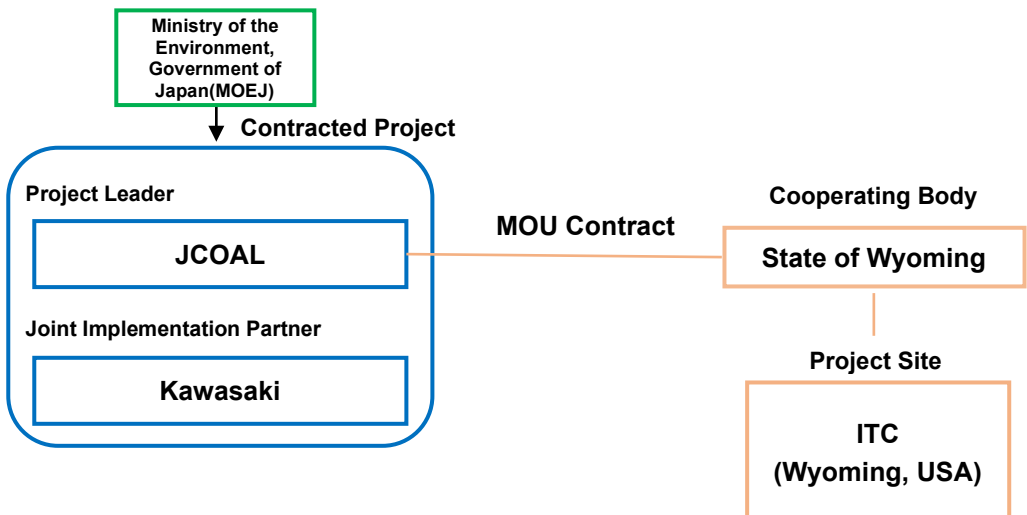 Ministry of the
Environment,
Government of
Japan(MOEJ)
Contracted Project
Project Leader
JCOAL
Joint Implementation Partner
Kawasaki
MOU Contract
Cooperating Body
State of Wyoming
Project Site
ITC
(Wyoming, USA)